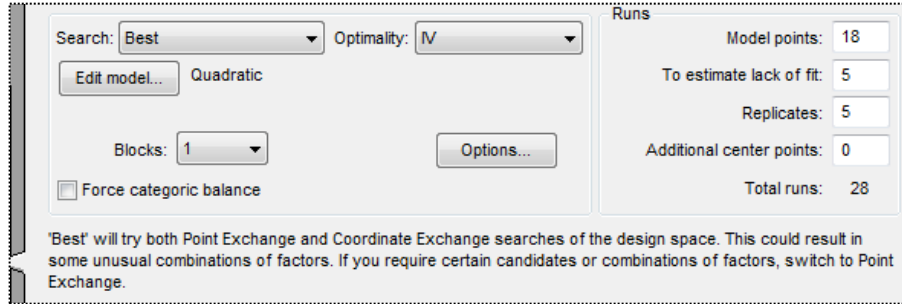 Runs
Search: Best Optimality: IV Model points: 18
Edit model... Quadratic To estimate lack of fit: 5
Replicates: 5
Blocks: 1 Options... Additional center points: 0
Force categoric balance Total runs: 28
'Best' will try both Point Exchange and Coordinate Exchange searches of the design space. This could result in
some unusual combinations of factors. If you require certain candidates or combinations of factors, switch to Point
Exchange.